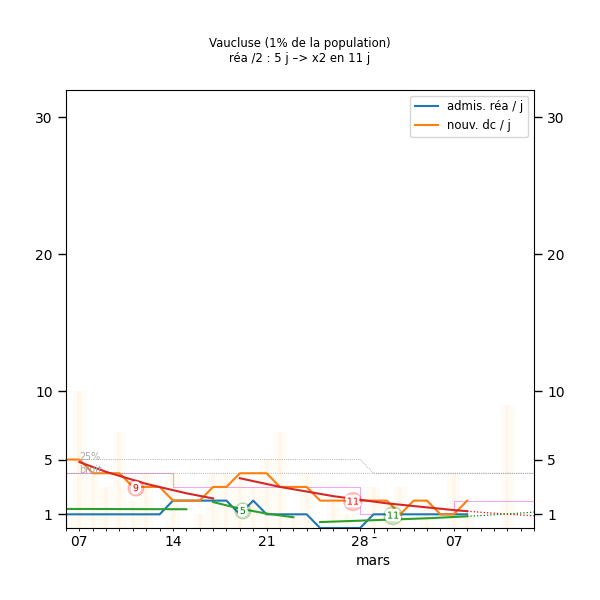 Vaucluse (1% de la population)
réa /2 : 5 j –> x2 en 11 j
admis. réa / j
nouv. dc / j
30 30
20 20
10 10
5 5
1 1
25%
9
5
11
11
07 14 21 28 07
mars